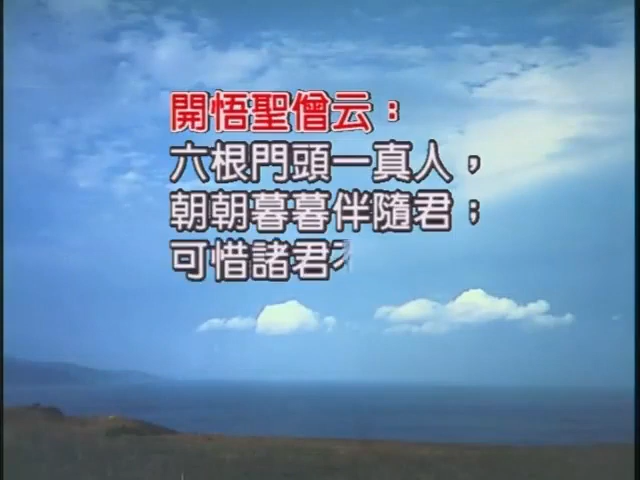 開悟聖僧云：
六根門頭一真人，
朝朝暮暮伴隨君；
可惜諸君